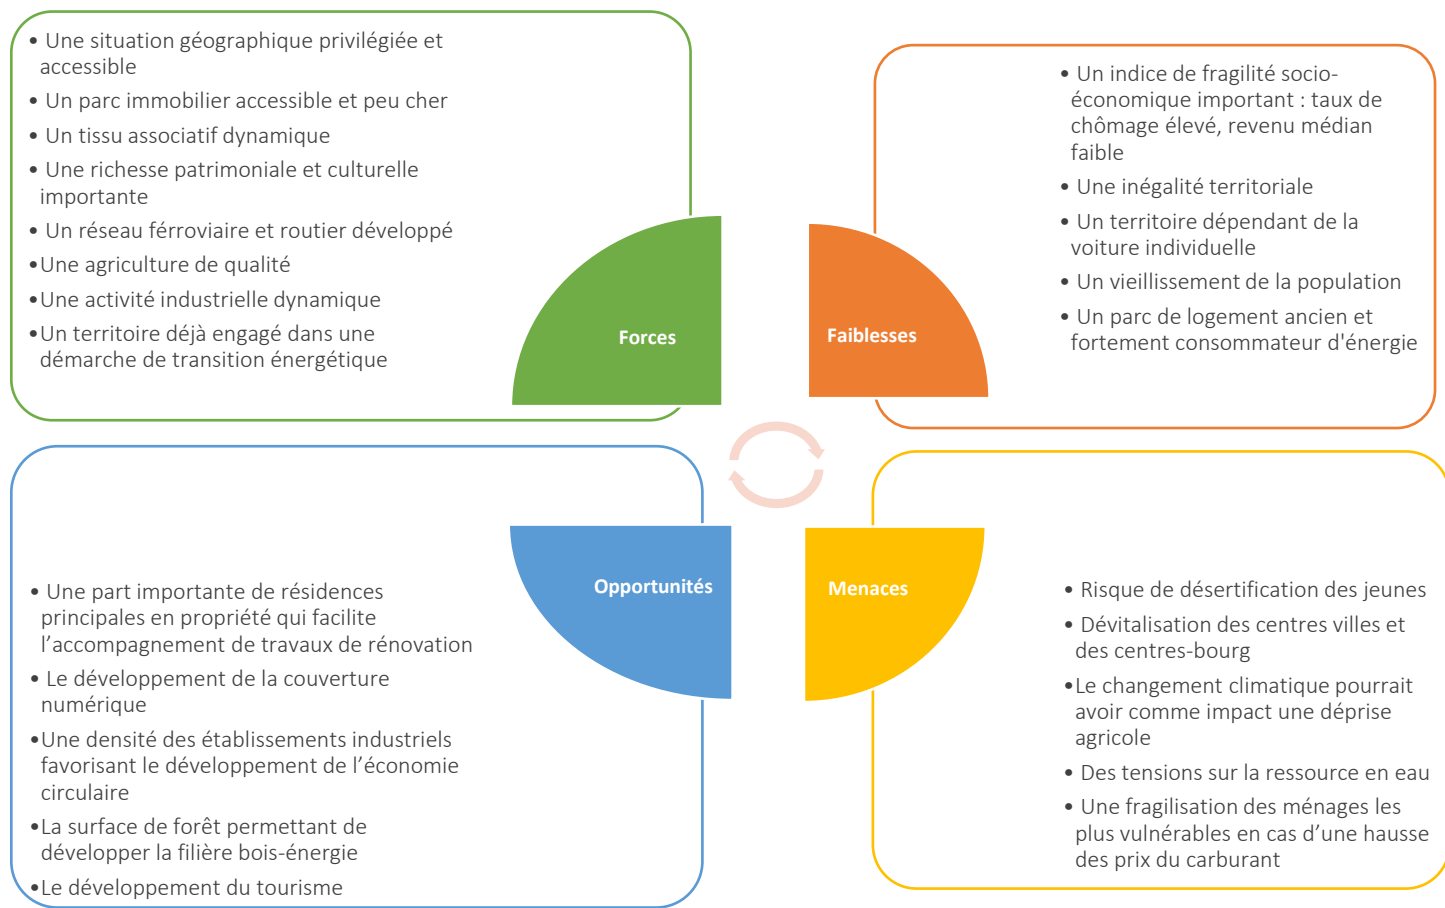 • Une situation géographique privilégiée et
accessible
• Un parc immobilier accessible et peu cher
• Un tissu associatif dynamique
• Une richesse patrimoniale et culturelle
importante
• Un réseau férroviaire et routier développé
•Une agriculture de qualité
•Une activité industrielle dynamique
•Un territoire déjà engagé dans une
démarche de transition énergétique
Forces
• Un indice de fragilité socio-
économique important : taux de
chômage élevé, revenu médian
faible
• Une inégalité territoriale
• Un territoire dépendant de la
voiture individuelle
• Un vieillissement de la population
• Un parc de logement ancien et
fortement consommateur d'énergie
Faiblesses
Opportunités
• Une part importante de résidences
principales en propriété qui facilite
l’accompagnement de travaux de rénovation
• Le développement de la couverture
numérique
•Une densité des établissements industriels
favorisant le développement de l’économie
circulaire
•La surface de forêt permettant de
développer la filière bois-énergie
•Le développement du tourisme
Menaces
• Risque de désertification des jeunes
• Dévitalisation des centres villes et
des centres-bourg
•Le changement climatique pourrait
avoir comme impact une déprise
agricole
• Des tensions sur la ressource en eau
• Une fragilisation des ménages les
plus vulnérables en cas d’une hausse
des prix du carburant